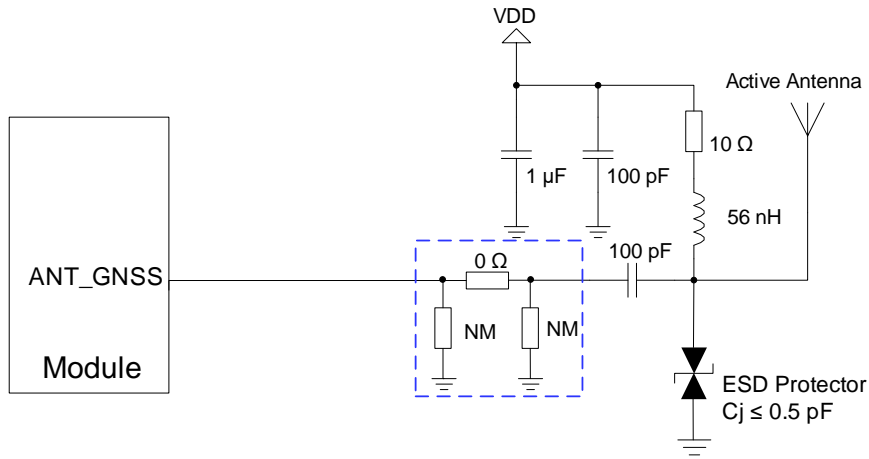 VDD
Active Antenna
10 Ω
1 µF
100 pF
56 nH
100 pF
0 Ω
ANT_GNSS
NM
NM
Module
ESD Protector
Cj ≤ 0.5 pF